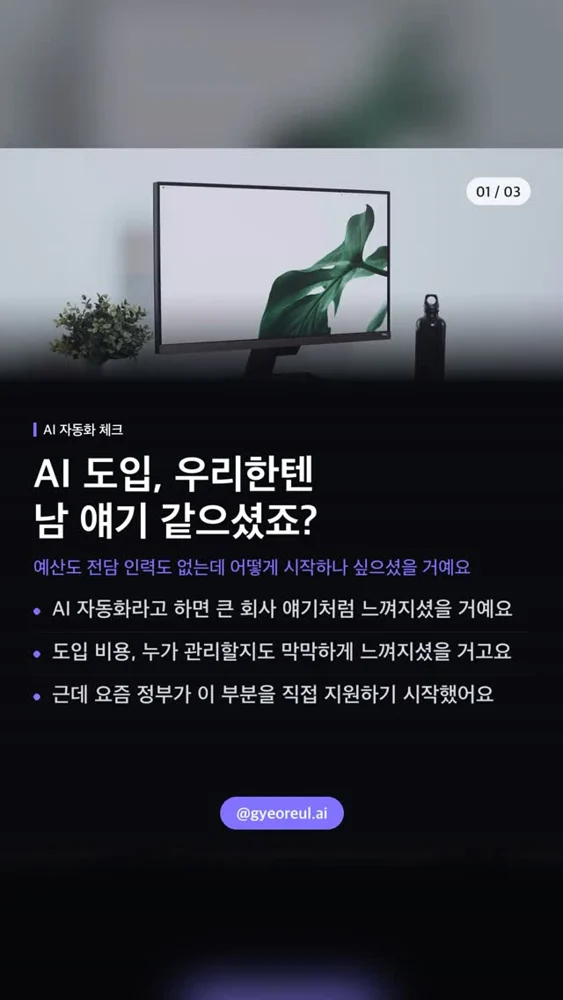 01 / 03
AI 자동화 체크
AI 도입, 우리한텐
남 얘기 같으셨죠?
예산도 전담 인력도 없는데 어떻게 시작하나 싶으셨을 거예요
AI 자동화라고 하면 큰 회사 얘기처럼 느껴지셨을 거예요
도입 비용, 누가 관리할지도 막막하게 느껴지셨을 거고요
근데 요즘 정부가 이 부분을 직접 지원하기 시작했어요
@gyeoreul.ai